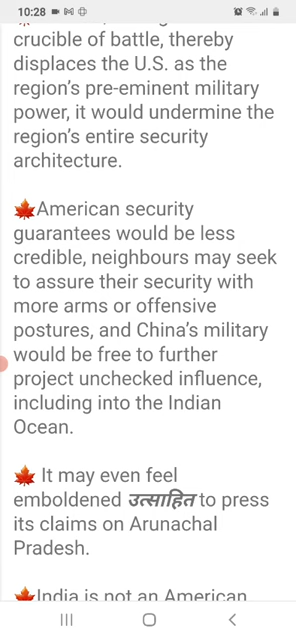 10:28
crucible of battle, thereby
displaces the U.S. as the
region's pre-eminent military
power, it would undermine the
region's entire security
architecture.
🍁American security
guarantees would be less
credible, neighbours may seek
to assure their security with
more arms or offensive
postures, and China's military
would be free to further
project unchecked influence,
including into the Indian
Ocean.
🍁 It may even feel
emboldened उत्साहित to press
its claims on Arunachal
Pradesh.
🍁India is not an American